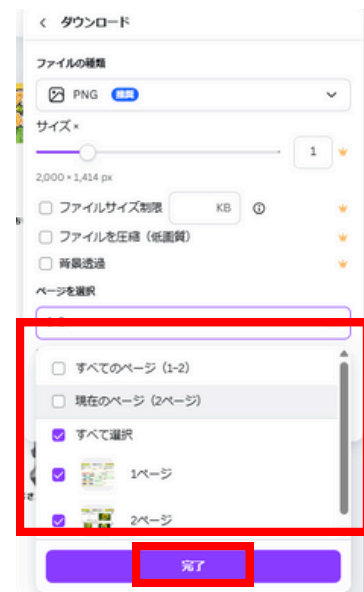 < ダウンロード
ファイルの種類
PNG 推奨
サイズ ×
1
2,000 × 1,414 px
ファイルサイズ制限 KB
ファイルを圧縮（低画質）
背景透過
ページを選択
すべてのページ（1-2）
現在のページ（2ページ）
すべて選択
1ページ
2ページ
完了